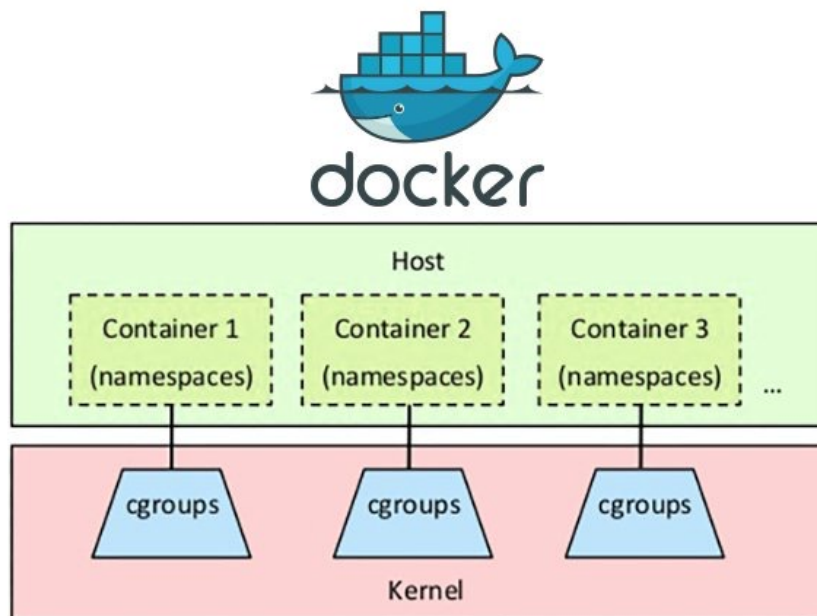 docker
Host
Container 1
(namespaces)
Container 2
(namespaces)
Container 3
(namespaces)
...
cgroups
cgroups
cgroups
Kernel